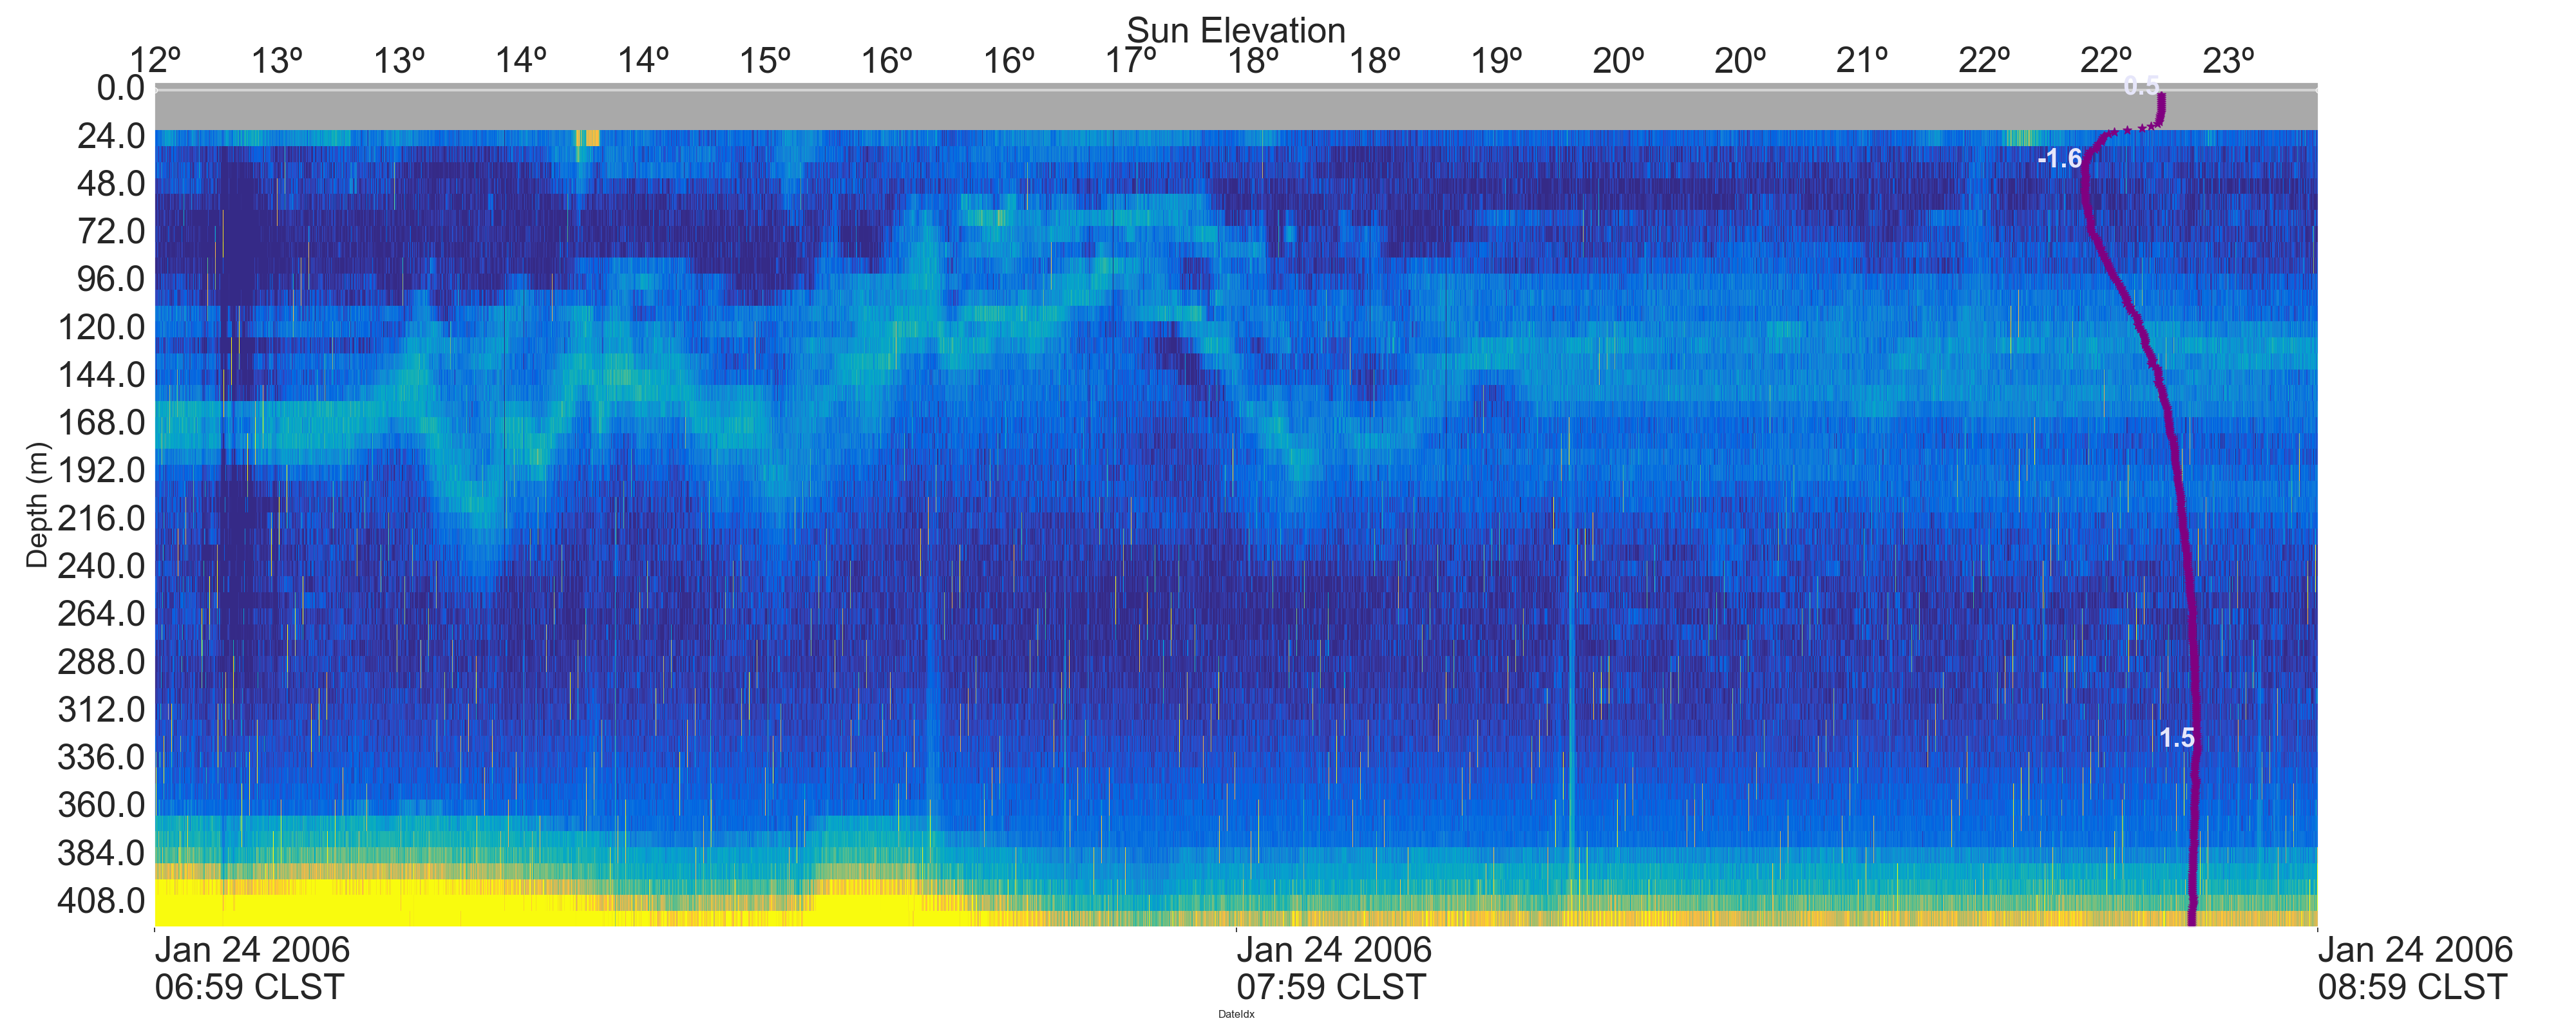 Sun Elevation
12º 13º 13º 14º 14º 15º 16º 16º 17º 18º 18º 19º 20º 20º 21º 22º 22º 23º
0.0
24.0
48.0
72.0
96.0
120.0
144.0
168.0
192.0
216.0
240.0
264.0
288.0
312.0
336.0
360.0
384.0
408.0
Depth (m)
0.5
-1.6
1.5
Jan 24 2006
06:59 CLST
Jan 24 2006
07:59 CLST
Jan 24 2006
08:59 CLST
DateIdx